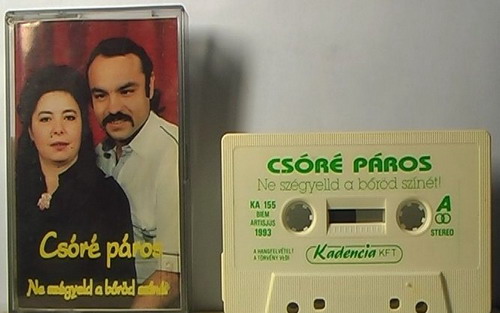 Csóré páros
Ne szégyeld a bőröd színét
CSÓRÉ PÁROS
Ne szégyelld a bőröd színét!
KA 155
BIEM
ARTISJUS
1993
A
STEREO
A HANGFELVÉTELT
A TÖRVÉNY VÉDI
Kadencia KFT